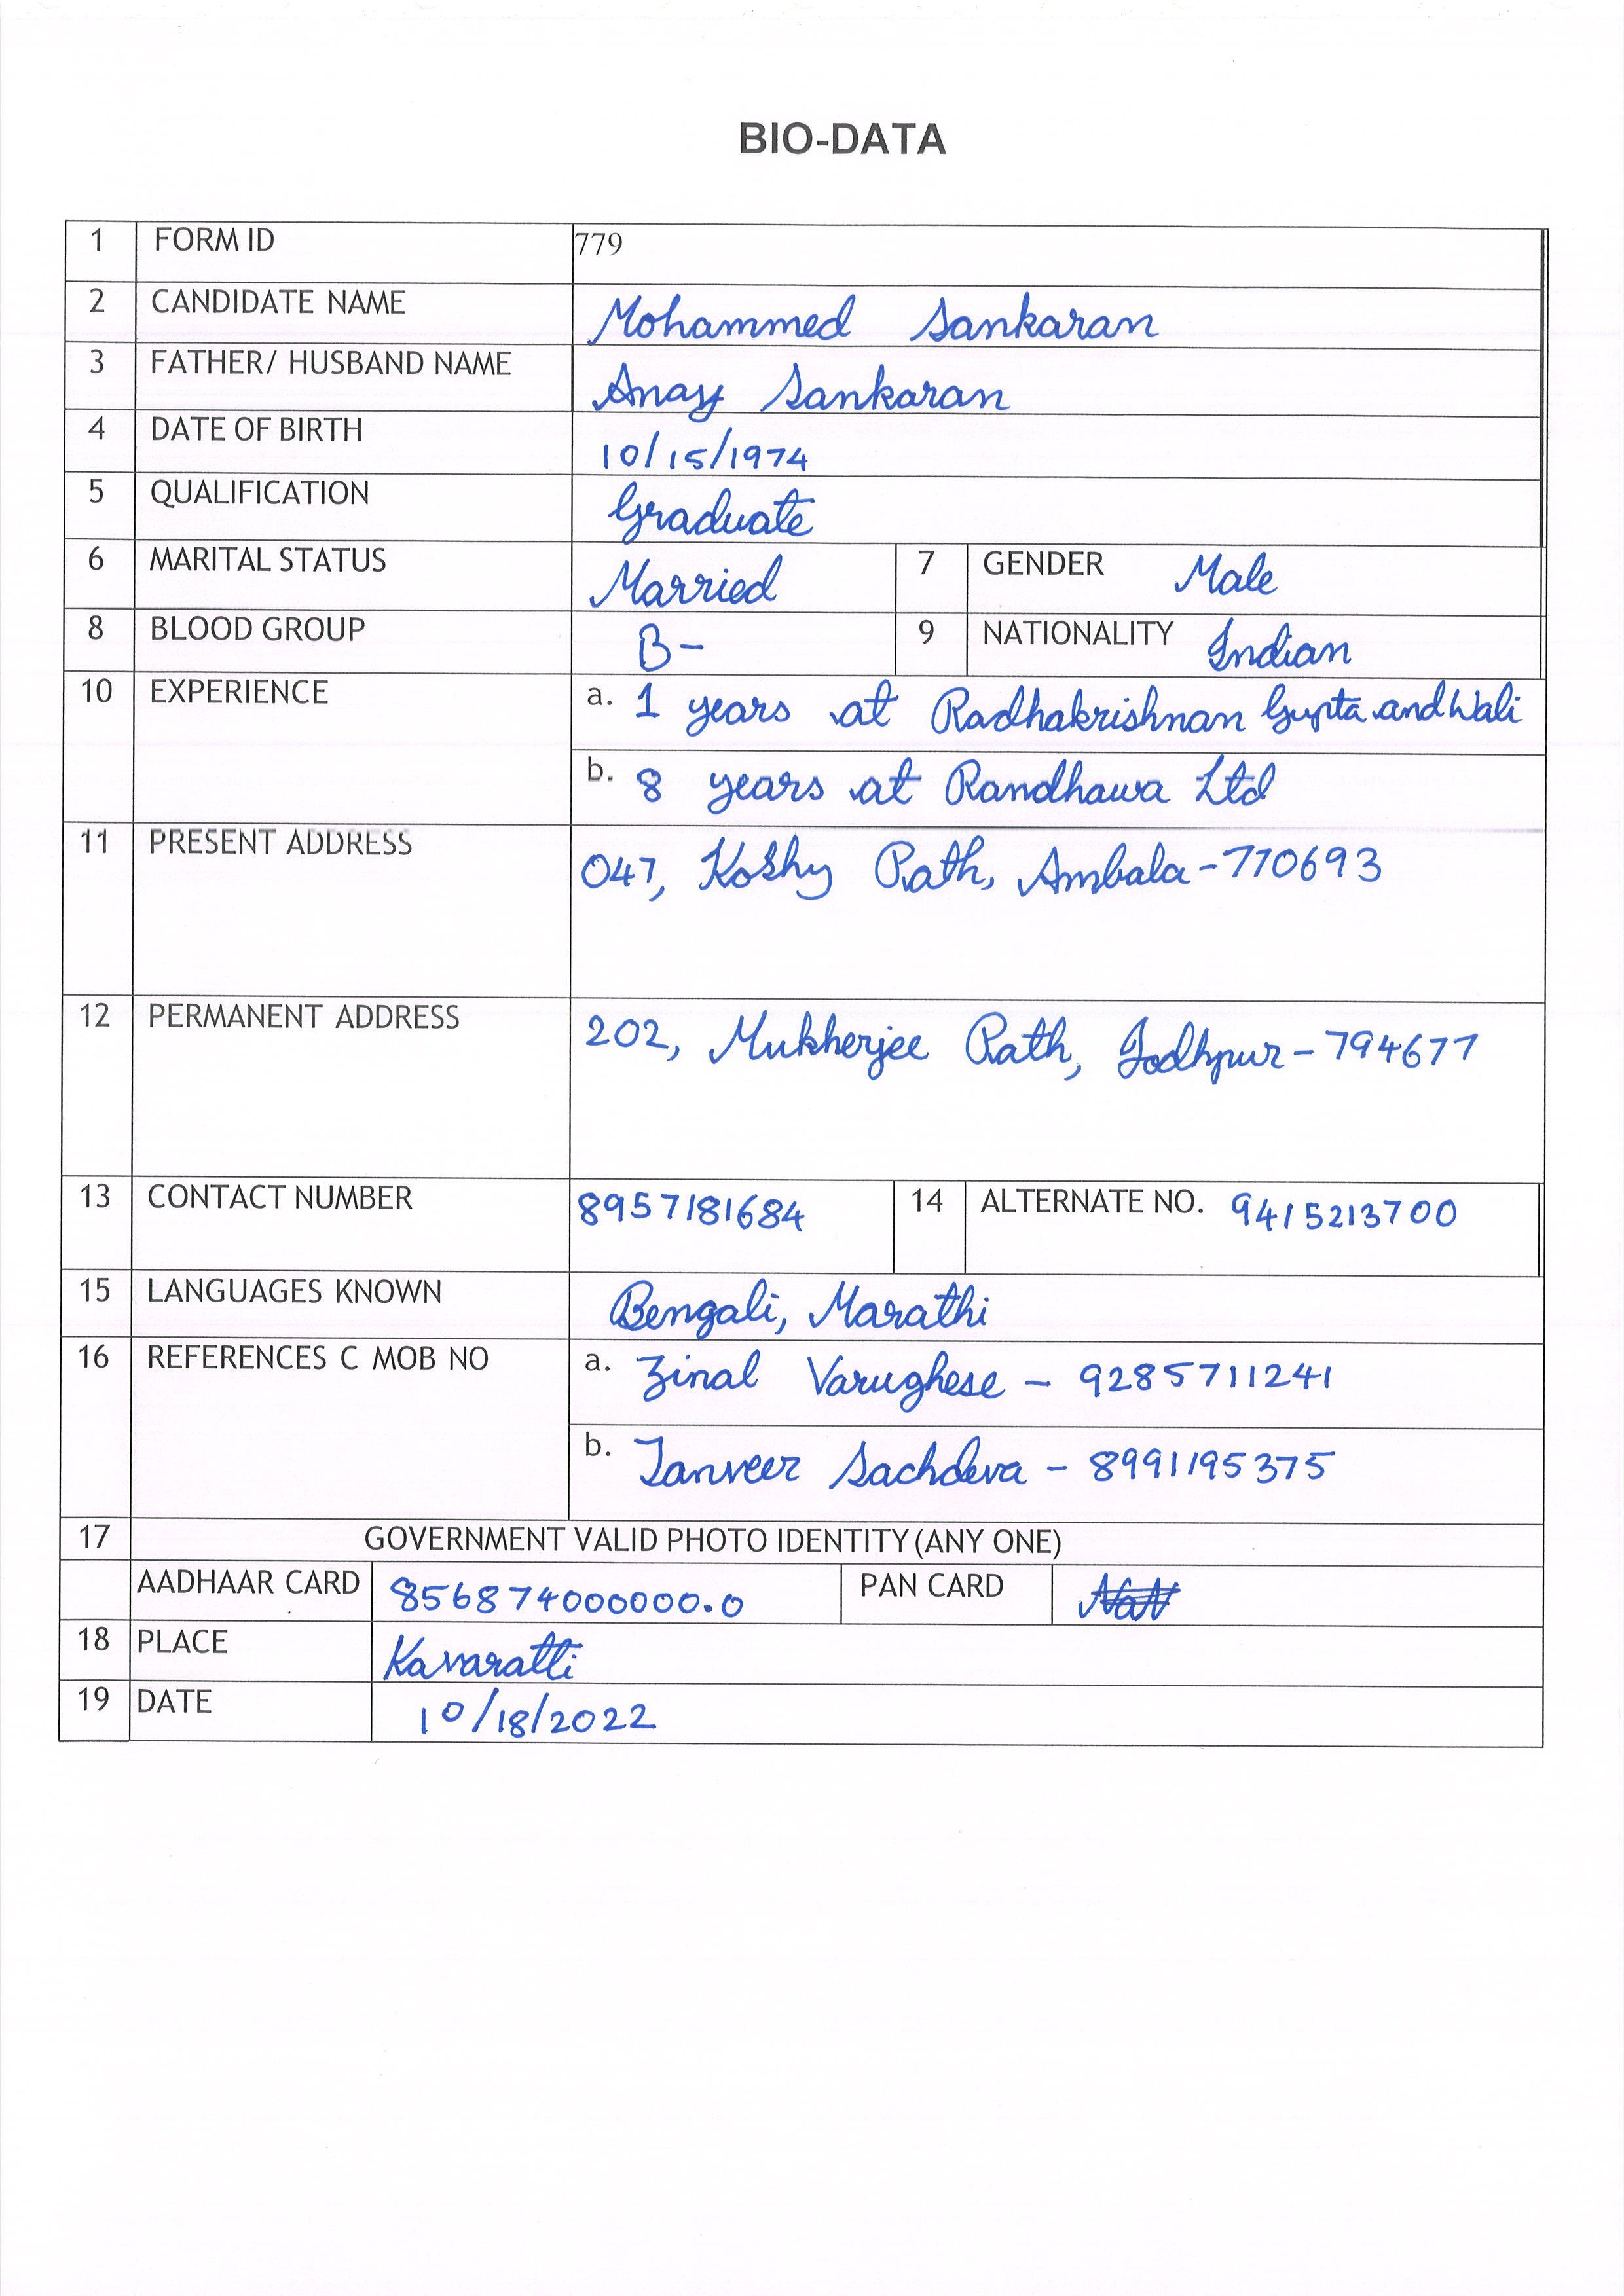 BIO-DATA
1 FORM ID 779
2 CANDIDATE NAME Mohammed Sankaran
3 FATHER/ HUSBAND NAME Anay Sankaran
4 DATE OF BIRTH 10/15/1974
5 QUALIFICATION Graduate
6 MARITAL STATUS Married 7 GENDER Male
8 BLOOD GROUP B- 9 NATIONALITY Indian
10 EXPERIENCE a. 1 years at Radhakrishnan Gupta and Wali
b. 8 years at Randhawa Ltd
11 PRESENT ADDRESS 047, Koshy Path, Ambala-770693
12 PERMANENT ADDRESS 202, Mukherjee Path, Jodhpur-794677
13 CONTACT NUMBER 8957181684 14 ALTERNATE NO. 9415213700
15 LANGUAGES KNOWN Bengali, Marathi
16 REFERENCES C MOB NO a. Zinal Varughese - 9285711241
b. Tanveer Sachdeva - 8991195375
17 GOVERNMENT VALID PHOTO IDENTITY (ANY ONE)
AADHAAR CARD 856874000000.0 PAN CARD NaN
18 PLACE Kavaratti
19 DATE 10/18/2022